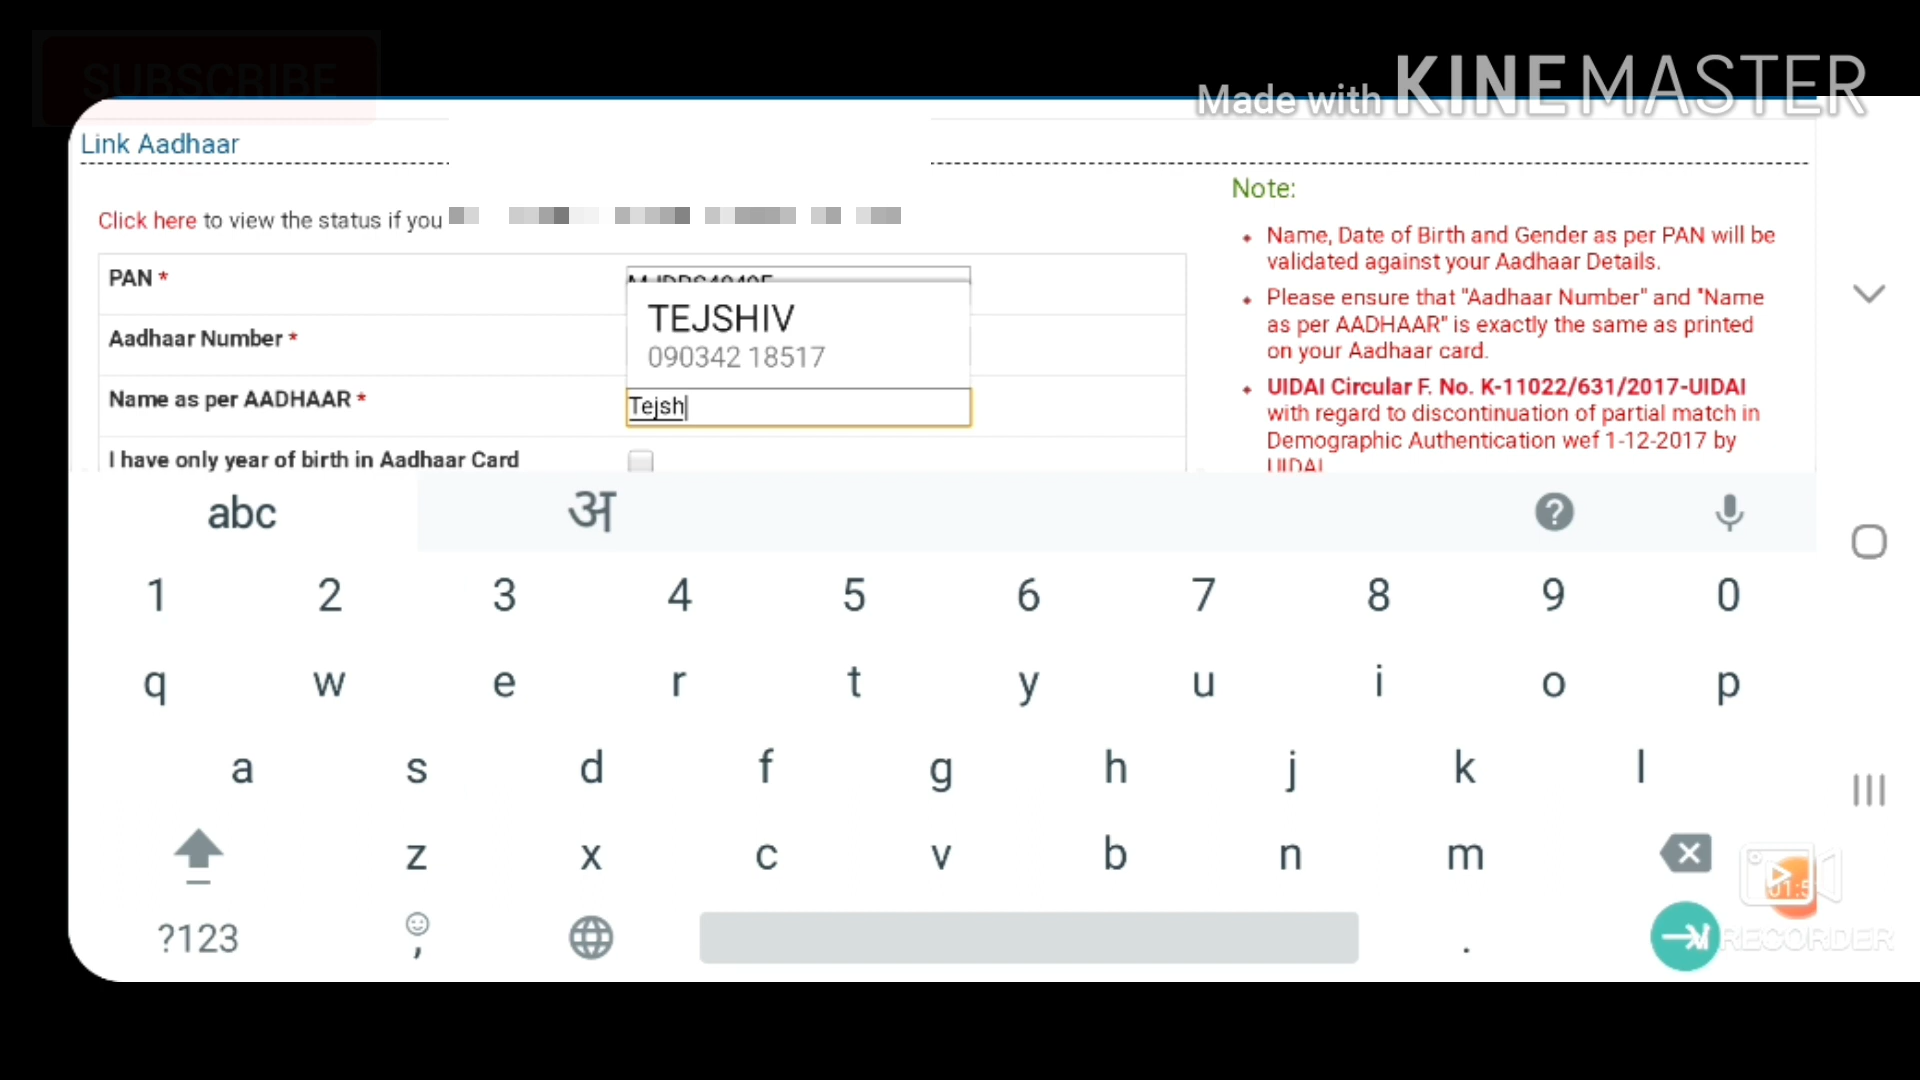 SUBSCRIBE
Made with KINEMASTER
Link Aadhaar
Click here to view the status if you
Note:
Name, Date of Birth and Gender as per PAN will be
validated against your Aadhaar Details.
Please ensure that "Aadhaar Number" and "Name
as per AADHAAR" is exactly the same as printed
on your Aadhaar card.
UIDAI Circular F. No. K-11022/631/2017-UIDAI
with regard to discontinuation of partial match in
Demographic Authentication wef 1-12-2017 by
UIDAI
PAN *
TEJSHIV
090342 18517
Aadhaar Number *
Name as per AADHAAR *
Tejsh
I have only year of birth in Aadhaar Card
abc अ ?
1 2 3 4 5 6 7 8 9 0
q w e r t y u i o p
a s d f g h j k l
z x c v b n m
?123 , .
RECORDER